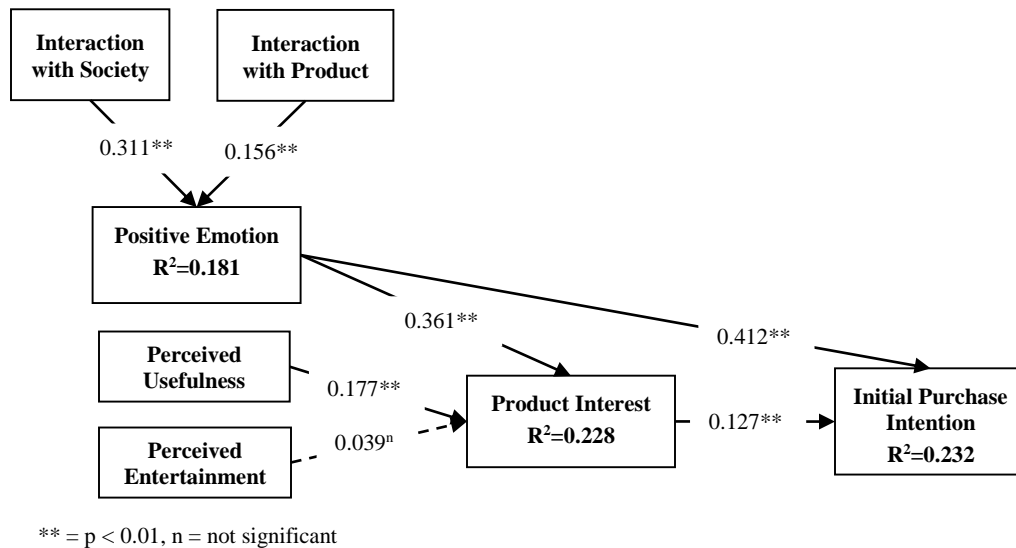 Interaction
with Society
Interaction
with Product
0.311**
0.156**
Positive Emotion
R²=0.181
0.361**
0.412**
Perceived
Usefulness
0.177**
Product Interest
R²=0.228
0.127**
Initial Purchase
Intention
R²=0.232
Perceived
Entertainment
0.039ⁿ
** = p < 0.01, n = not significant